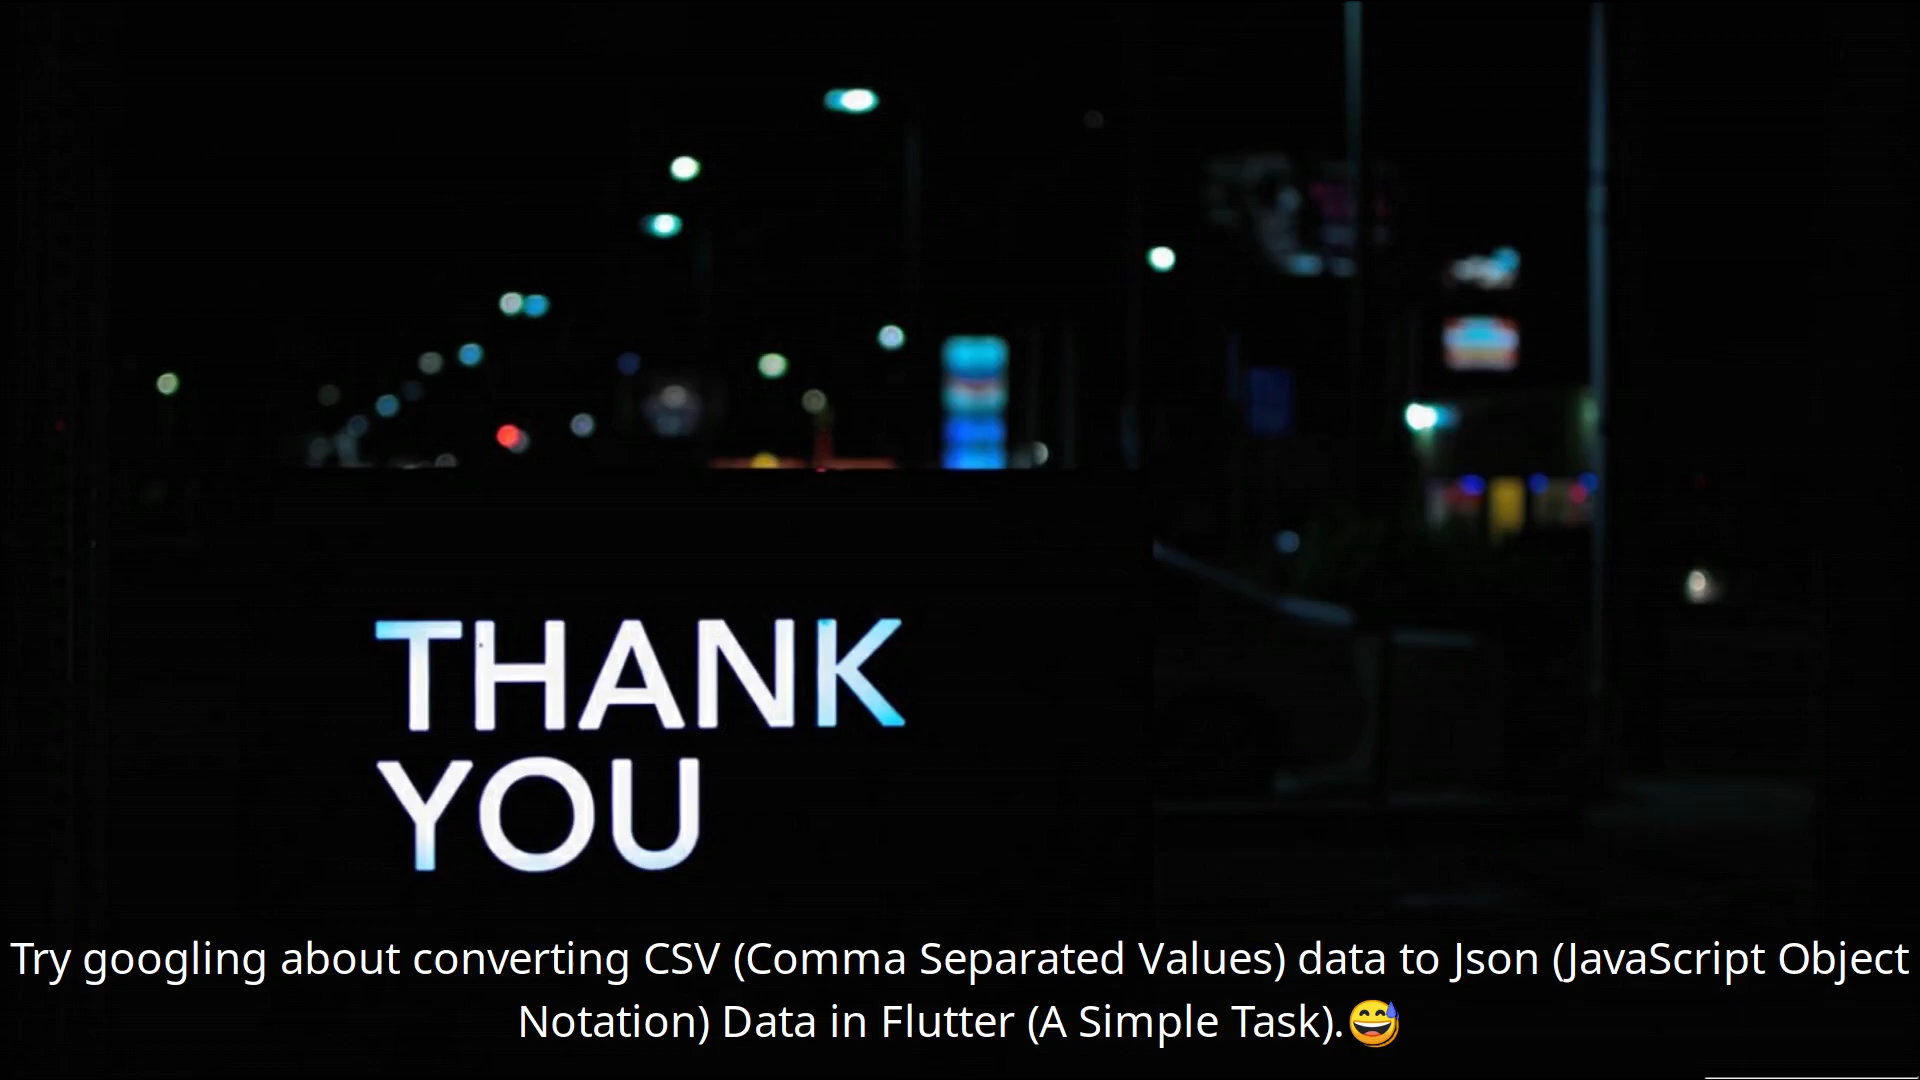 THANK
YOU
Try googling about converting CSV (Comma Separated Values) data to Json (JavaScript Object
Notation) Data in Flutter (A Simple Task).😅